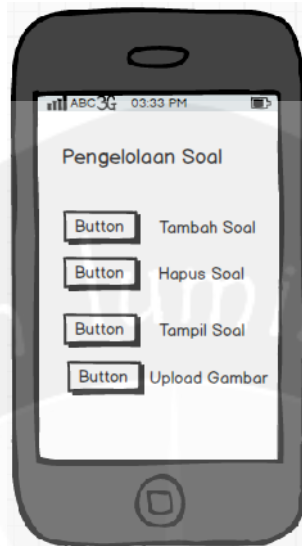 ABC 3G 03:33 PM
Pengelolaan Soal
Button Tambah Soal
Button Hapus Soal
Button Tampil Soal
Button Upload Gambar